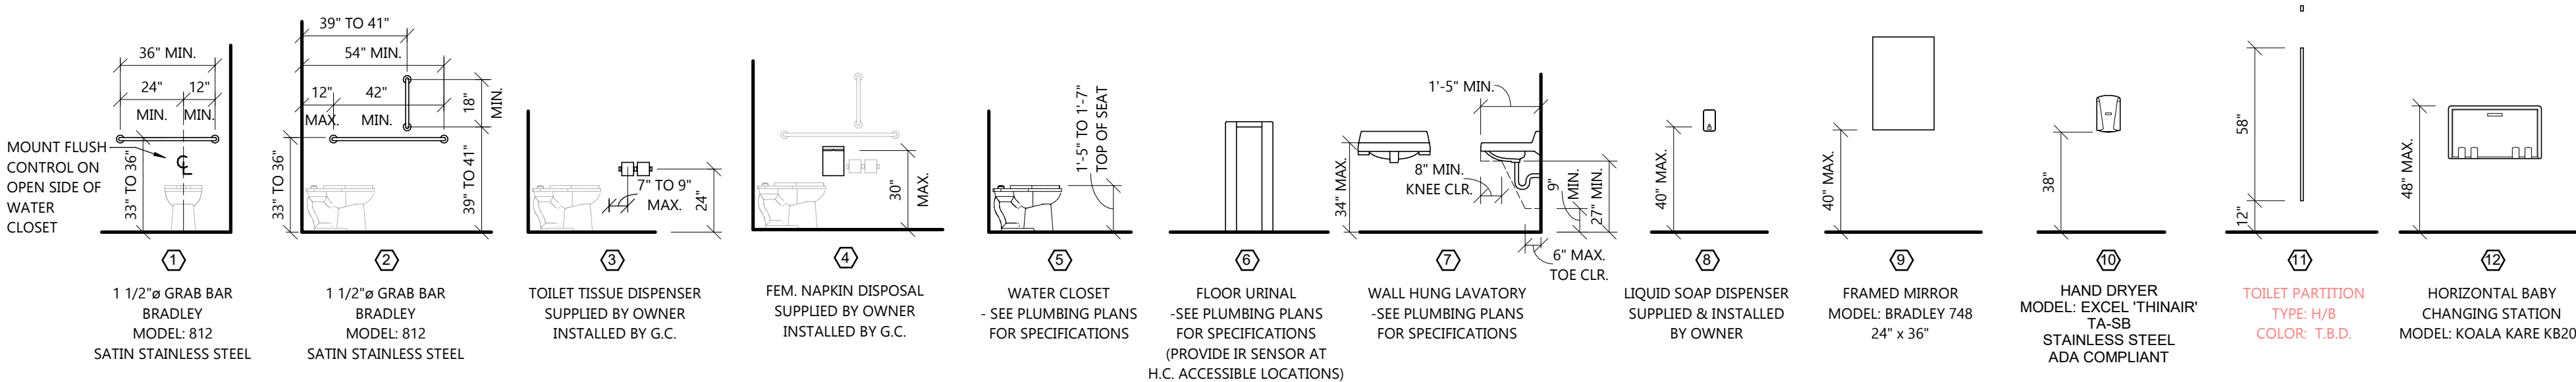 36" MIN.
24"
MIN.
12"
MIN.
MOUNT FLUSH
CONTROL ON
OPEN SIDE OF
WATER
CLOSET
33" TO 36"
CL
1
1 1/2"ø GRAB BAR
BRADLEY
MODEL: 812
SATIN STAINLESS STEEL
39" TO 41"
54" MIN.
12"
MAX.
42"
MIN.
18"
MIN.
33" TO 36"
39" TO 41"
2
1 1/2"ø GRAB BAR
BRADLEY
MODEL: 812
SATIN STAINLESS STEEL
7" TO 9"
MAX.
24"
3
TOILET TISSUE DISPENSER
SUPPLIED BY OWNER
INSTALLED BY G.C.
30"
MAX.
4
FEM. NAPKIN DISPOSAL
SUPPLIED BY OWNER
INSTALLED BY G.C.
1'-5" TO 1'-7"
TOP OF SEAT
5
WATER CLOSET
- SEE PLUMBING PLANS
FOR SPECIFICATIONS
6
FLOOR URINAL
-SEE PLUMBING PLANS
FOR SPECIFICATIONS
(PROVIDE IR SENSOR AT
H.C. ACCESSIBLE LOCATIONS)
1'-5" MIN.
34" MAX.
8" MIN.
KNEE CLR.
9"
MIN.
27" MIN.
6" MAX.
TOE CLR.
7
WALL HUNG LAVATORY
-SEE PLUMBING PLANS
FOR SPECIFICATIONS
40" MAX.
8
LIQUID SOAP DISPENSER
SUPPLIED & INSTALLED
BY OWNER
40" MAX.
9
FRAMED MIRROR
MODEL: BRADLEY 748
24" x 36"
38"
10
HAND DRYER
MODEL: EXCEL 'THINAIR'
TA-SB
STAINLESS STEEL
ADA COMPLIANT
58"
12"
11
TOILET PARTITION
TYPE: H/B
COLOR: T.B.D.
48" MAX.
12
HORIZONTAL BABY
CHANGING STATION
MODEL: KOALA KARE KB20